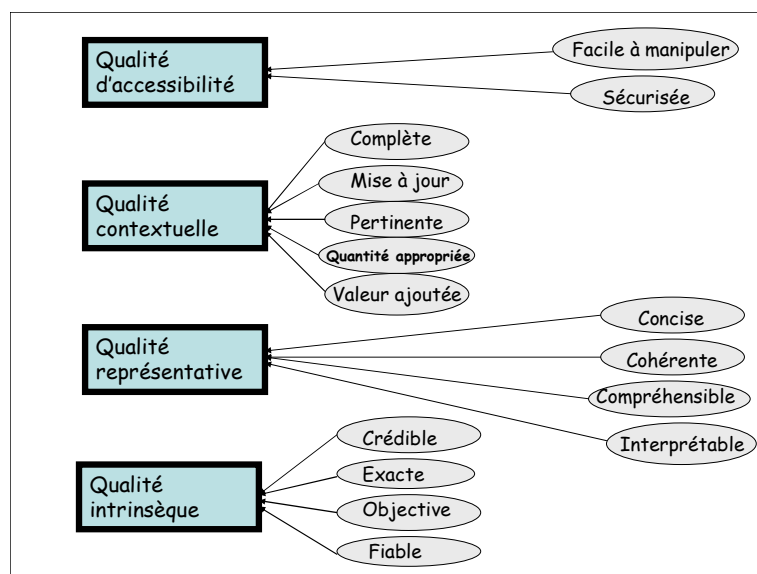 Qualité
d'accessibilité
Facile à manipuler
Sécurisée
Qualité
contextuelle
Complète
Mise à jour
Pertinente
Quantité appropriée
Valeur ajoutée
Qualité
représentative
Concise
Cohérente
Compréhensible
Interprétable
Qualité
intrinsèque
Crédible
Exacte
Objective
Fiable